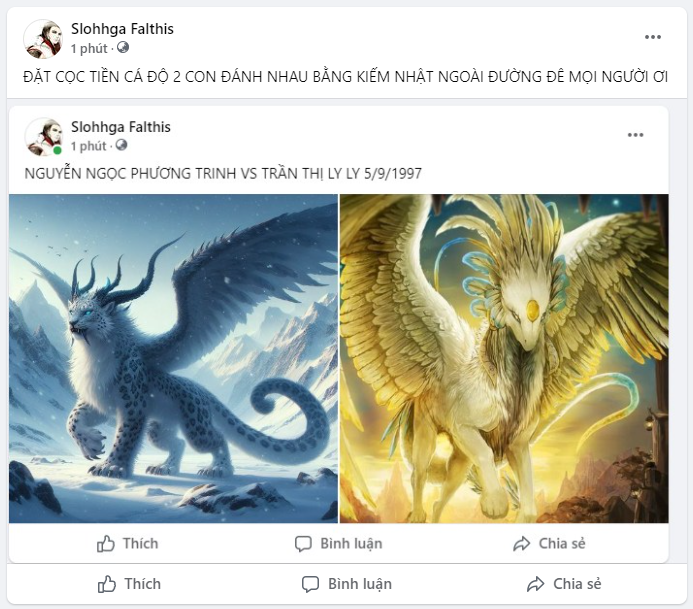 Slohhga Falthis
1 phút ·
ĐẶT CỌC TIỀN CÁ ĐỘ 2 CON ĐÁNH NHAU BẰNG KIẾM NHẬT NGOÀI ĐƯỜNG ĐÊ MỌI NGƯỜI ƠI
Slohhga Falthis
1 phút ·
NGUYỄN NGỌC PHƯƠNG TRINH VS TRẦN THỊ LY LY 5/9/1997
Thích Bình luận Chia sẻ
Thích Bình luận Chia sẻ